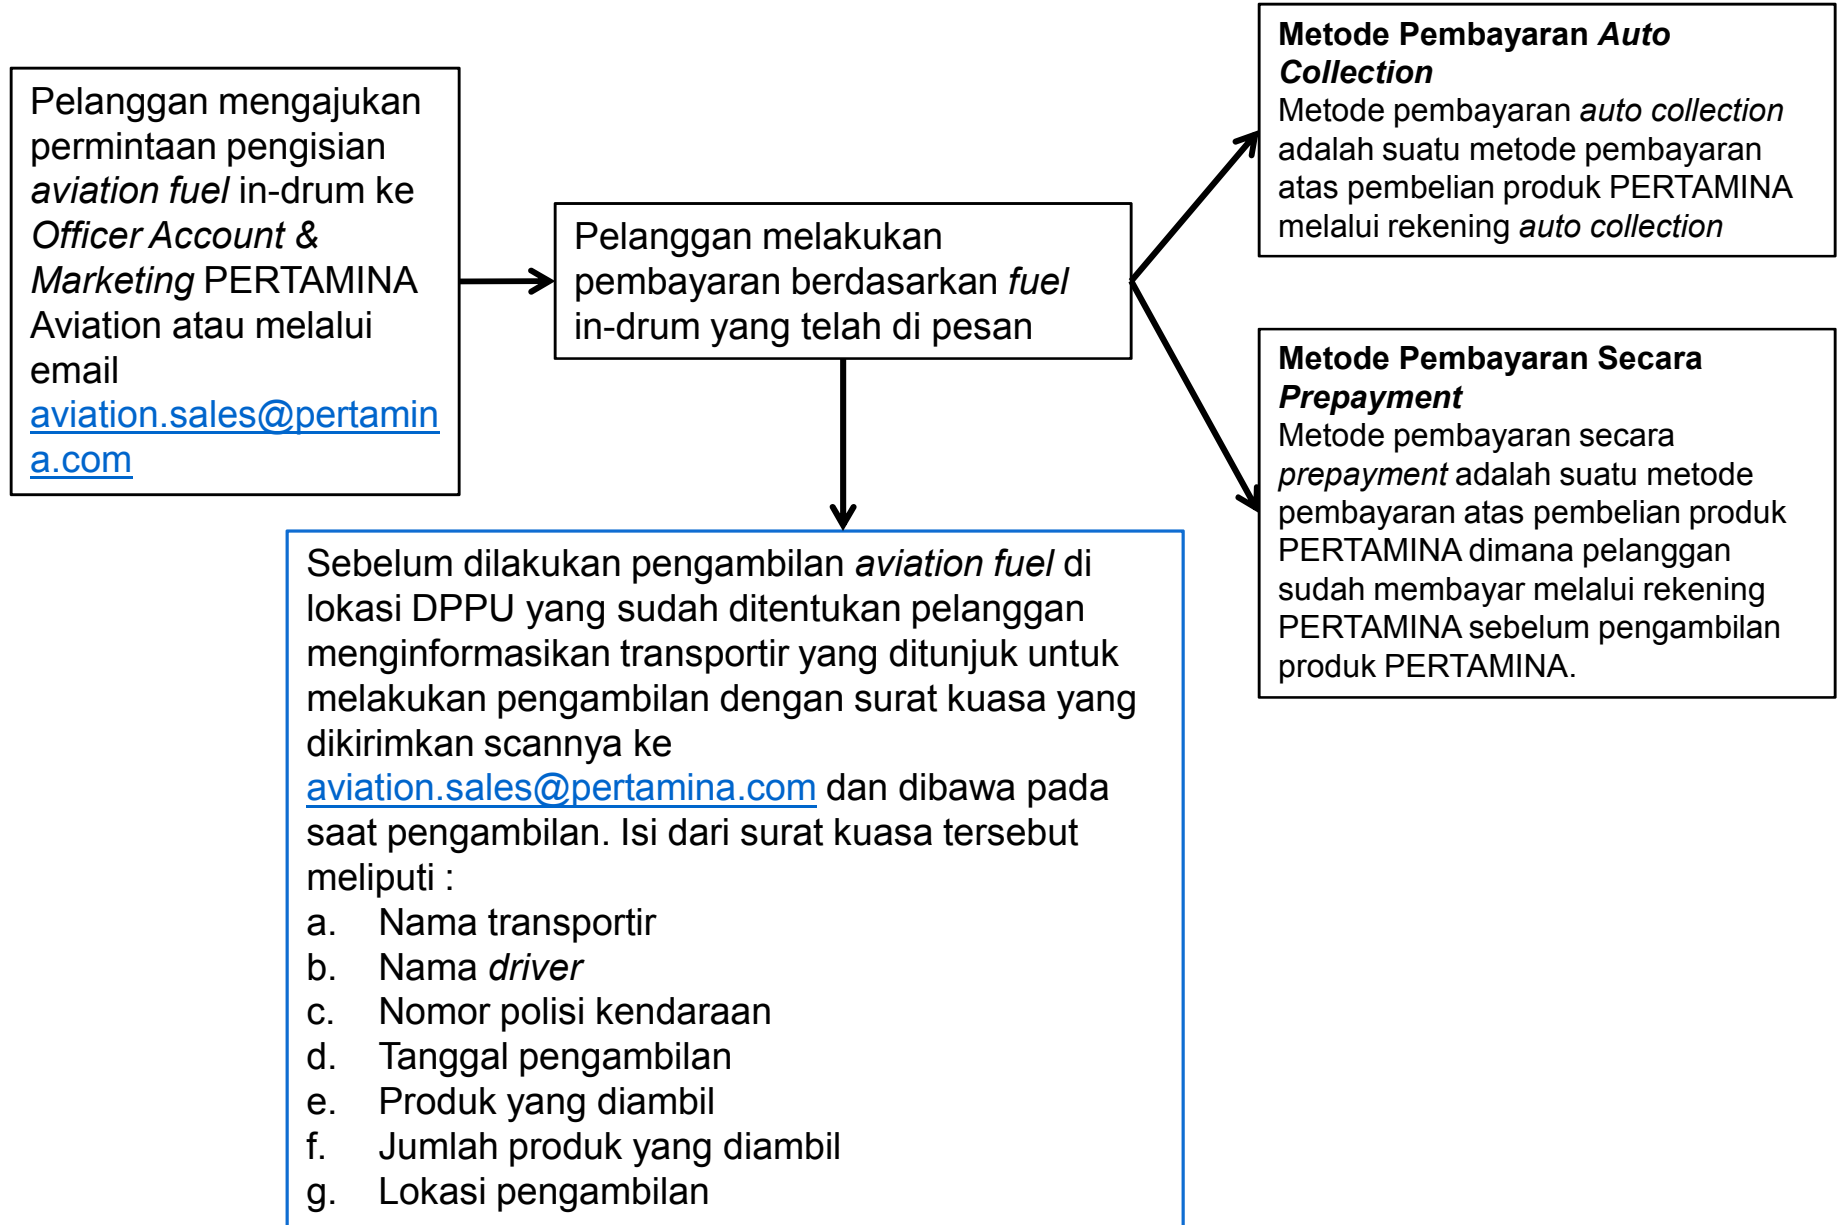 Pelanggan mengajukan
permintaan pengisian
aviation fuel in-drum ke
Officer Account &
Marketing PERTAMINA
Aviation atau melalui
email
aviation.sales@pertamin
a.com
Pelanggan melakukan
pembayaran berdasarkan fuel
in-drum yang telah di pesan
Metode Pembayaran Auto
Collection
Metode pembayaran auto collection
adalah suatu metode pembayaran
atas pembelian produk PERTAMINA
melalui rekening auto collection
Metode Pembayaran Secara
Prepayment
Metode pembayaran secara
prepayment adalah suatu metode
pembayaran atas pembelian produk
PERTAMINA dimana pelanggan
sudah membayar melalui rekening
PERTAMINA sebelum pengambilan
produk PERTAMINA.
Sebelum dilakukan pengambilan aviation fuel di
lokasi DPPU yang sudah ditentukan pelanggan
menginformasikan transportir yang ditunjuk untuk
melakukan pengambilan dengan surat kuasa yang
dikirimkan scannya ke
aviation.sales@pertamina.com dan dibawa pada
saat pengambilan. Isi dari surat kuasa tersebut
meliputi :
a. Nama transportir
b. Nama driver
c. Nomor polisi kendaraan
d. Tanggal pengambilan
e. Produk yang diambil
f. Jumlah produk yang diambil
g. Lokasi pengambilan